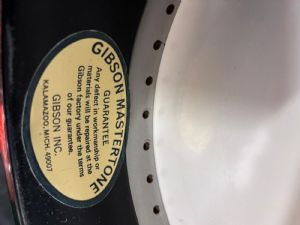 GIBSON MASTERTONE
GUARANTEE
Any defect in workmanship or
materials will be repaired at the
Gibson factory under the terms
of our guarantee.
GIBSON INC.
KALAMAZOO, MICH. 49007